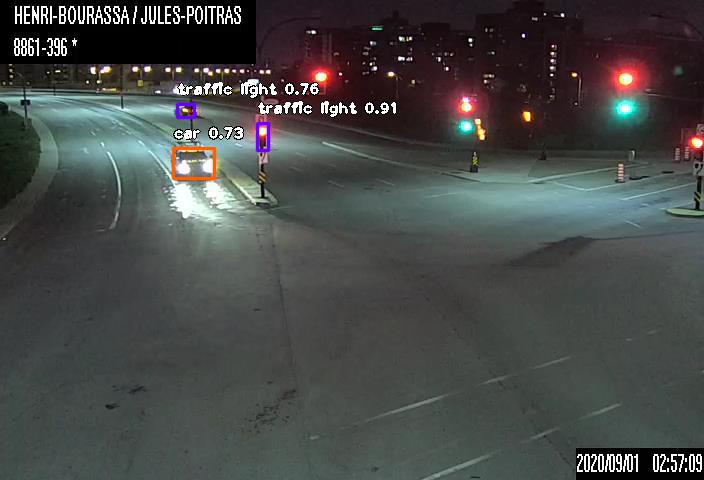 HENRI-BOURASSA / JULES-POITRAS
8861-396 *
traffic light 0.76
traffic light 0.91
car 0.73
2020/09/01 02:57:09